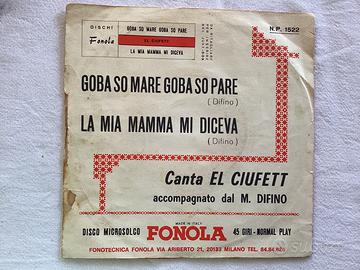 DISCHI
Fonola
GOBA SO MARE GOBA SO PARE
EL CIUFETT
LA MIA MAMMA MI DICEVA
N.P. 1522
GOBA SO MARE GOBA SO PARE
( Difino )
LA MIA MAMMA MI DICEVA
( Difino )
Canta EL CIUFETT
accompagnato dal M. DIFINO
MADE IN ITALY
DISCO MICROSOLCO FONOLA 45 GIRI - NORMAL PLAY
FONOTECNICA FONOLA VIA ARIBERTO 21, 20123 MILANO TEL. 84.84.